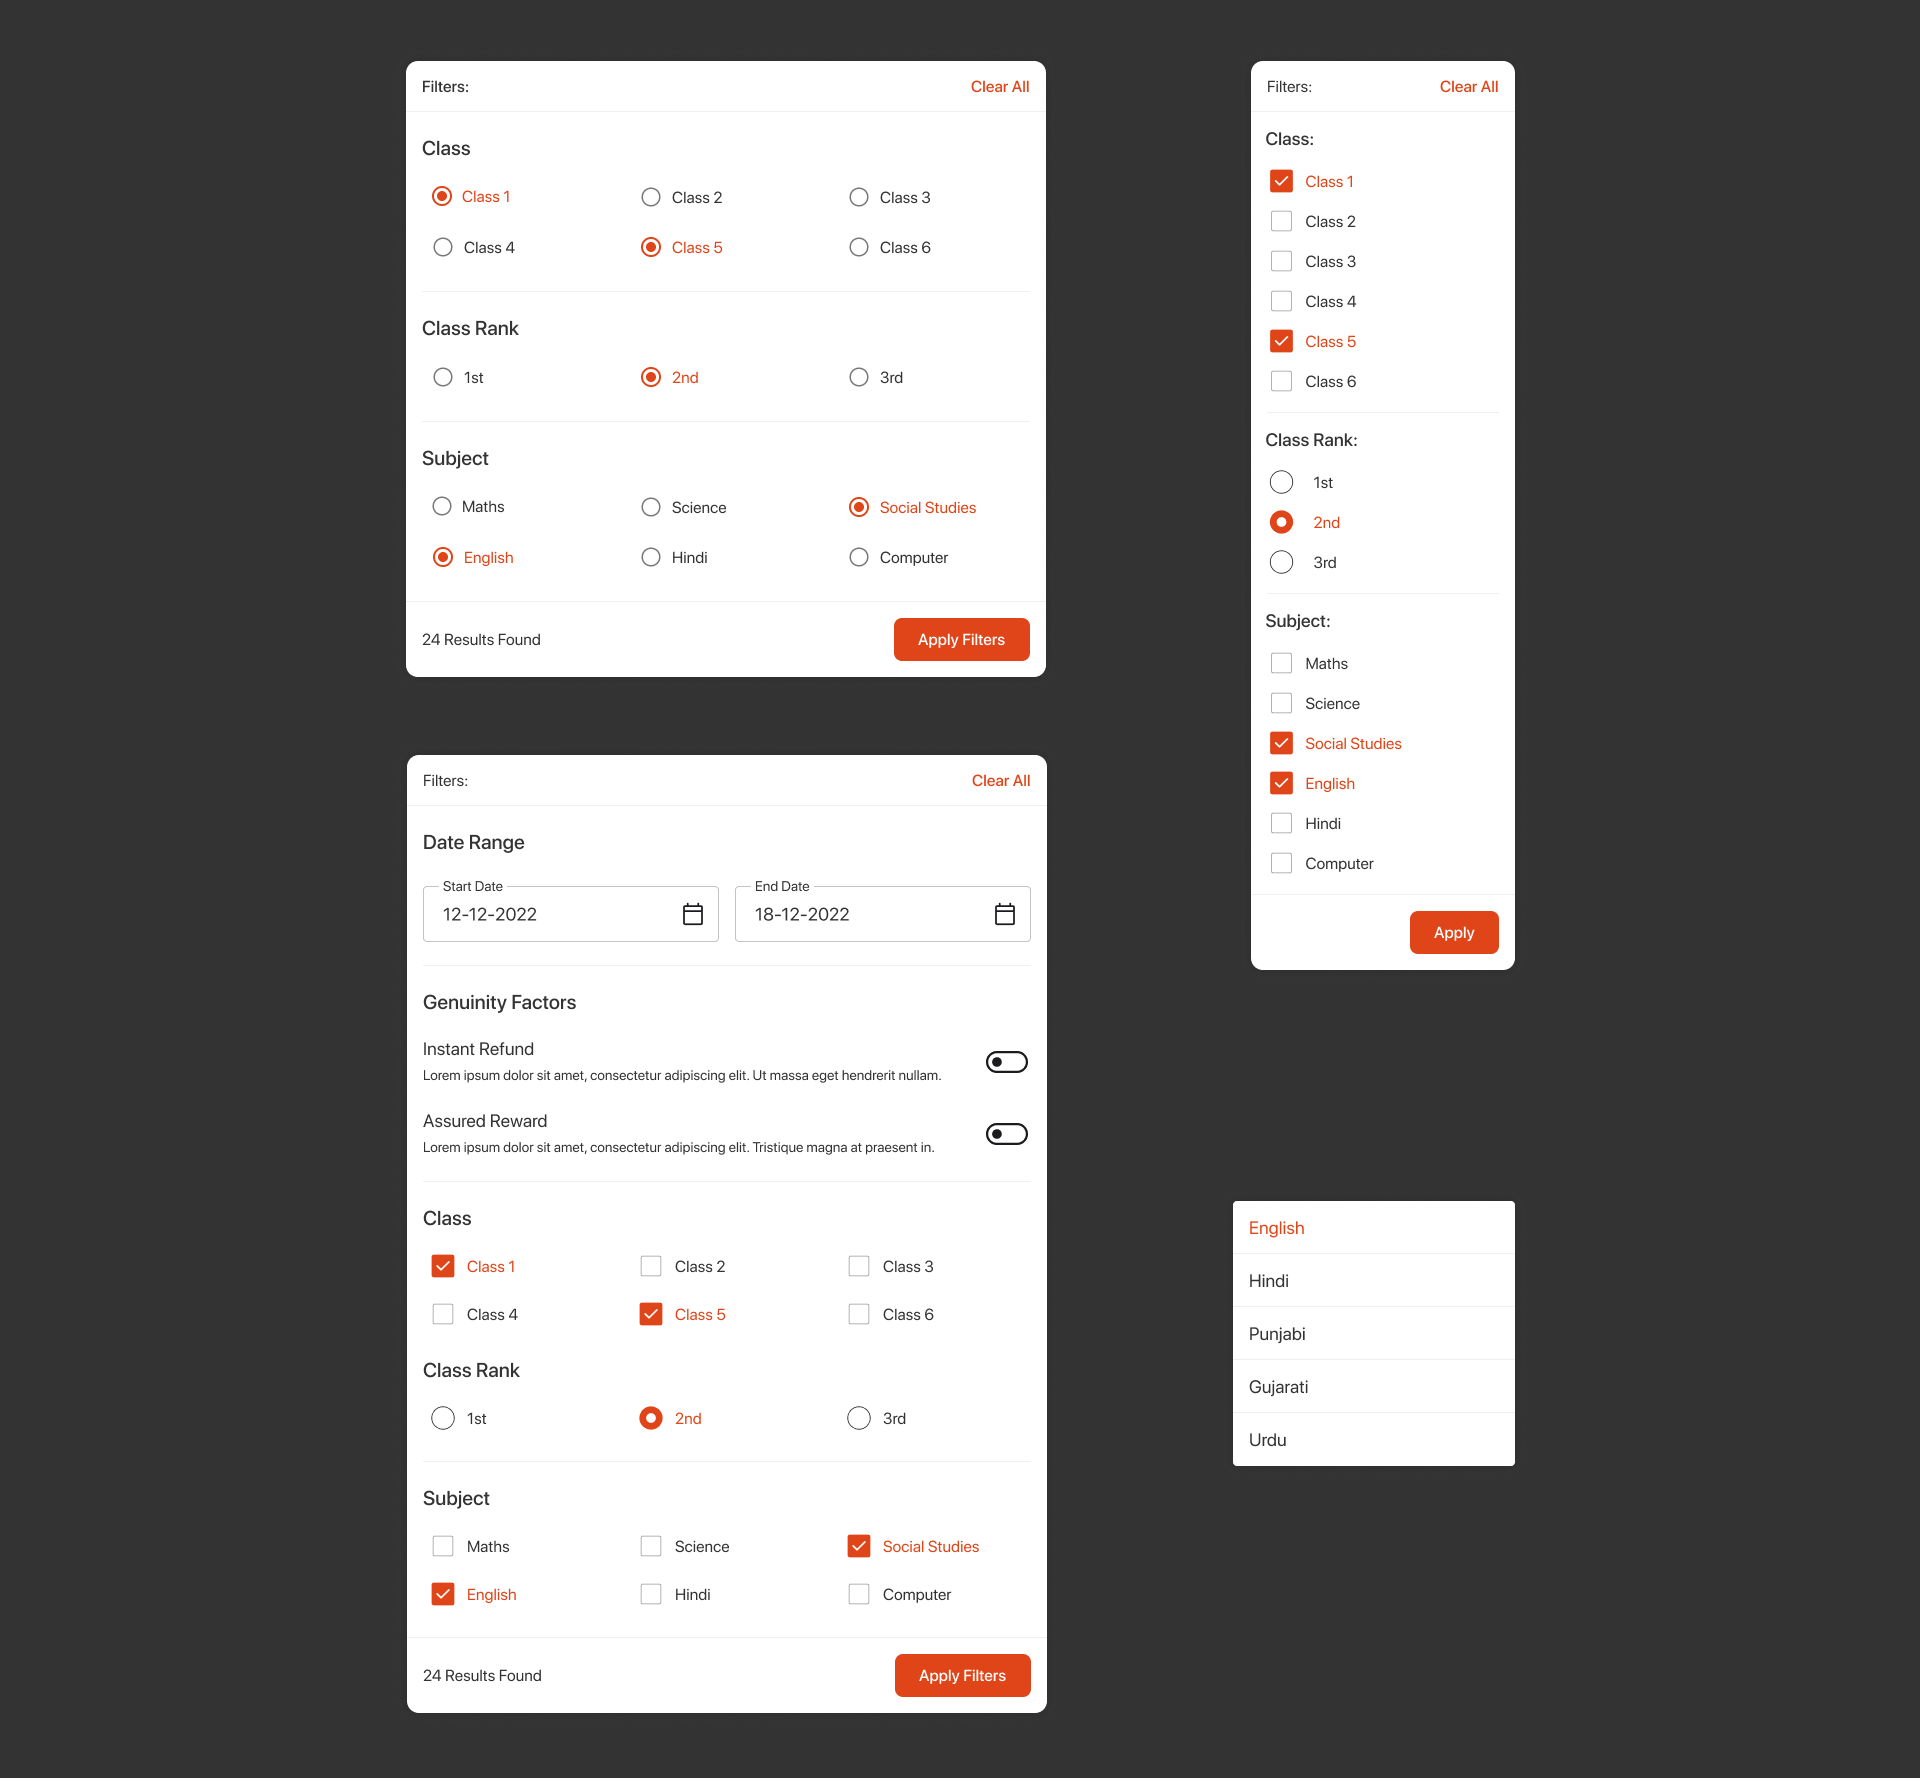 Filters: Clear All
Class
Class 1 Class 2 Class 3
Class 4 Class 5 Class 6
Class Rank
1st 2nd 3rd
Subject
Maths Science Social Studies
English Hindi Computer
24 Results Found Apply Filters
Filters: Clear All
Class:
Class 1
Class 2
Class 3
Class 4
Class 5
Class 6
Class Rank:
1st
2nd
3rd
Subject:
Maths
Science
Social Studies
English
Hindi
Computer
Apply
Filters: Clear All
Date Range
Start Date End Date
12-12-2022 18-12-2022
Genuinity Factors
Instant Refund
Lorem ipsum dolor sit amet, consectetur adipiscing elit. Ut massa eget hendrerit nullam.
Assured Reward
Lorem ipsum dolor sit amet, consectetur adipiscing elit. Tristique magna at praesent in.
Class
Class 1 Class 2 Class 3
Class 4 Class 5 Class 6
Class Rank
1st 2nd 3rd
Subject
Maths Science Social Studies
English Hindi Computer
24 Results Found Apply Filters
English
Hindi
Punjabi
Gujarati
Urdu